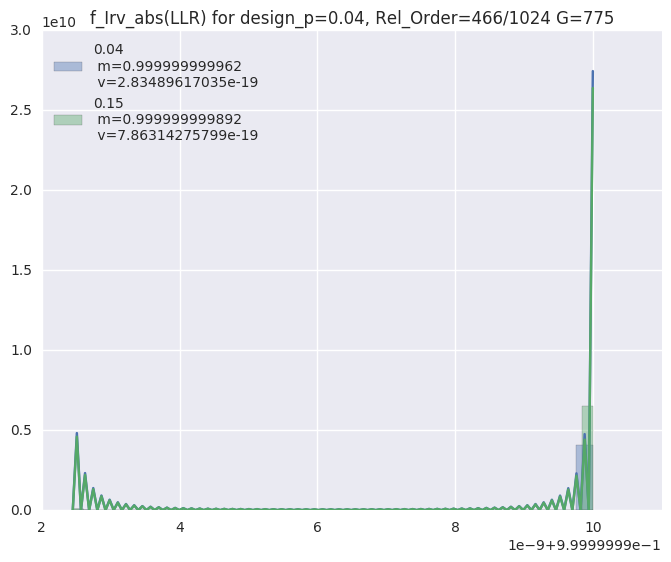 f_Irv_abs(LLR) for design_p=0.04, Rel_Order=466/1024 G=775
1e10
3.0
2.5
2.0
1.5
1.0
0.5
0.0
0.04
m=0.999999999962
v=2.83489617035e-19
0.15
m=0.999999999892
v=7.86314275799e-19
2 4 6 8 10
1e-9+9.9999999e-1